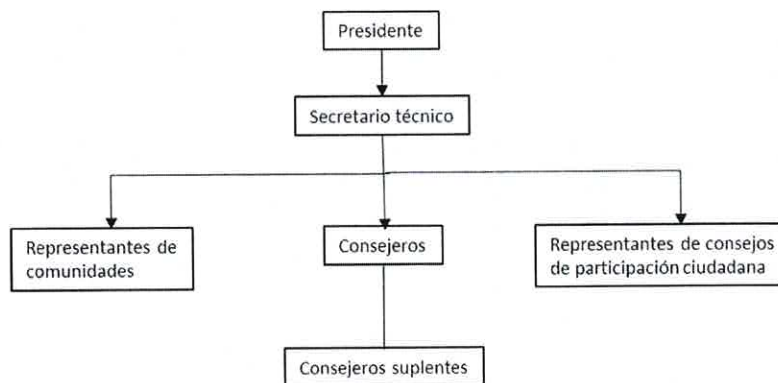 Presidente
Secretario técnico
Representantes de
comunidades
Consejeros
Representantes de consejos
de participación ciudadana
Consejeros suplentes